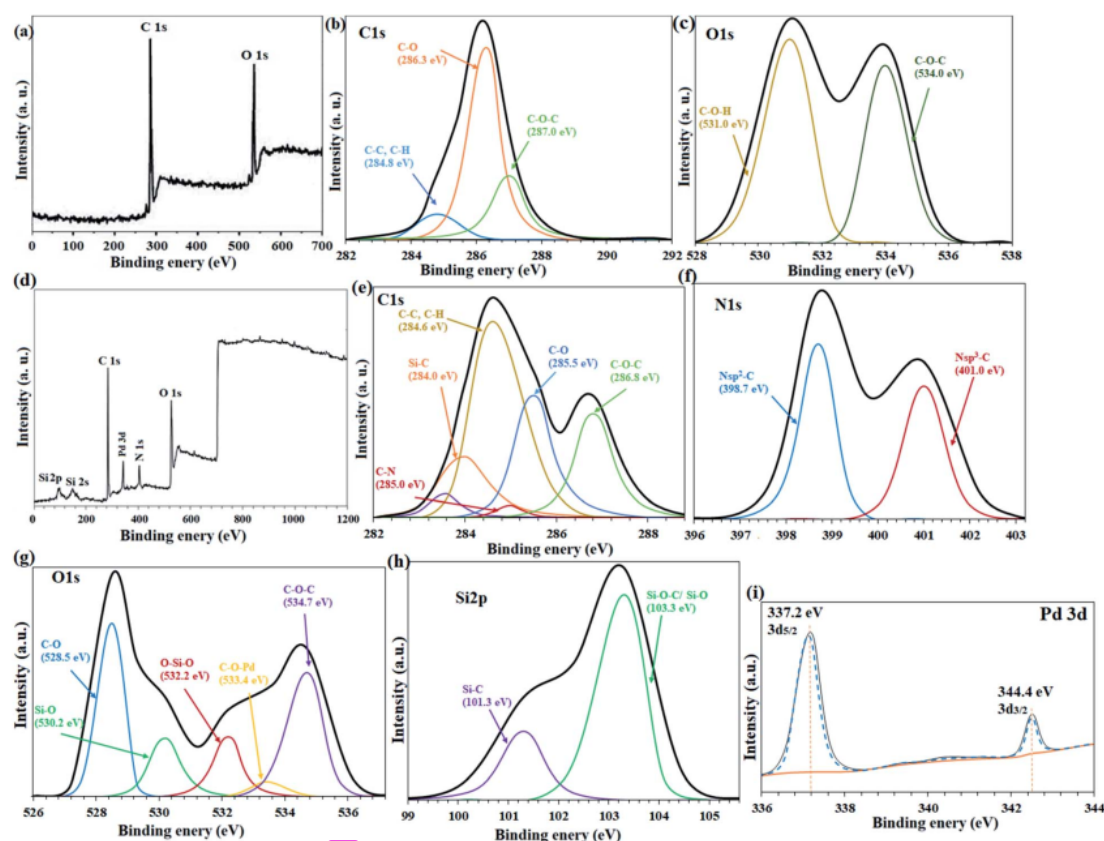 (a)
C 1s
O 1s
Intensity (a. u.)
0 100 200 300 400 500 600 700
Binding enery (eV)
(b)
C1s
C-O
(286.3 eV)
C-O-C
(287.0 eV)
C-C, C-H
(284.8 eV)
Intensity (a. u.)
282 284 286 288 290 292
Binding enery (eV)
(c)
O1s
C-O-C
(534.0 eV)
C-O-H
(531.0 eV)
Intensity (a. u.)
528 530 532 534 536 538
Binding enery (eV)
(d)
C 1s
O 1s
Pd 3d
N 1s
Si2p
Si 2s
Intensity (a. u.)
0 200 400 600 800 1000 1200
Binding enery (eV)
(e)
C1s
C-C, C-H
(284.6 eV)
Si-C
(284.0 eV)
C-O
(285.5 eV)
C-O-C
(286.8 eV)
C-N
(285.0 eV)
Intensity (a.u.)
282 284 286 288
Binding enery (eV)
(f)
N1s
Nsp²-C
(398.7 eV)
Nsp³-C
(401.0 eV)
Intensity (a.u.)
396 397 398 399 400 401 402 403
Binding enery (eV)
(g)
O1s
C-O
(528.5 eV)
Si-O
(530.2 eV)
O-Si-O
(532.2 eV)
C-O-Pd
(533.4 eV)
C-O-C
(534.7 eV)
Intensity (a.u.)
526 528 530 532 534 536
Binding enery (eV)
(h)
Si2p
Si-O-C/ Si-O
(103.3 eV)
Si-C
(101.3 eV)
Intensity (a.u.)
99 100 101 102 103 104 105
Binding enery (eV)
(i)
Pd 3d
337.2 eV
3d5/2
344.4 eV
3d3/2
Intensity (a.u.)
336 338 340 342 344
Binding enery (eV)